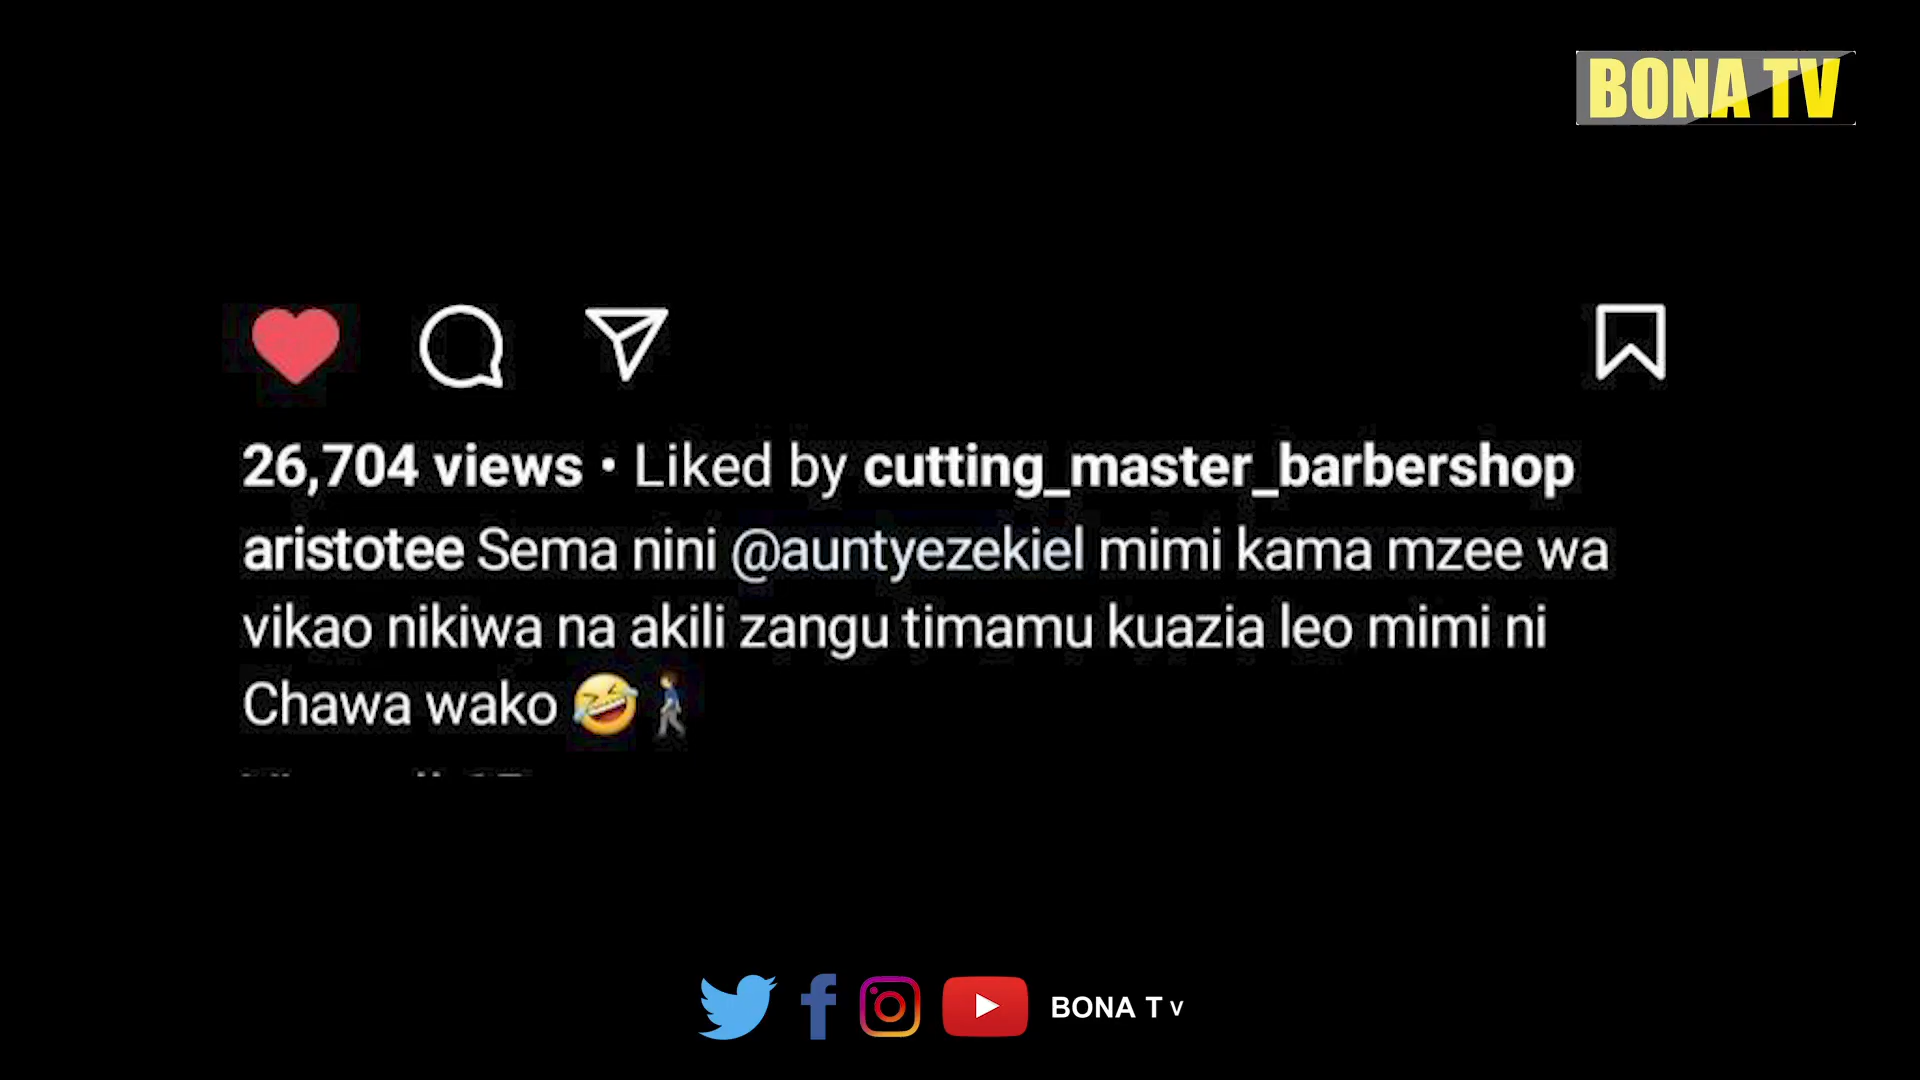 BONA TV
26,704 views • Liked by cutting_master_barbershop
aristotee Sema nini @auntyezekiel mimi kama mzee wa
vikao nikiwa na akili zangu timamu kuazia leo mimi ni
Chawa wako 🤣🚶
BONA T V